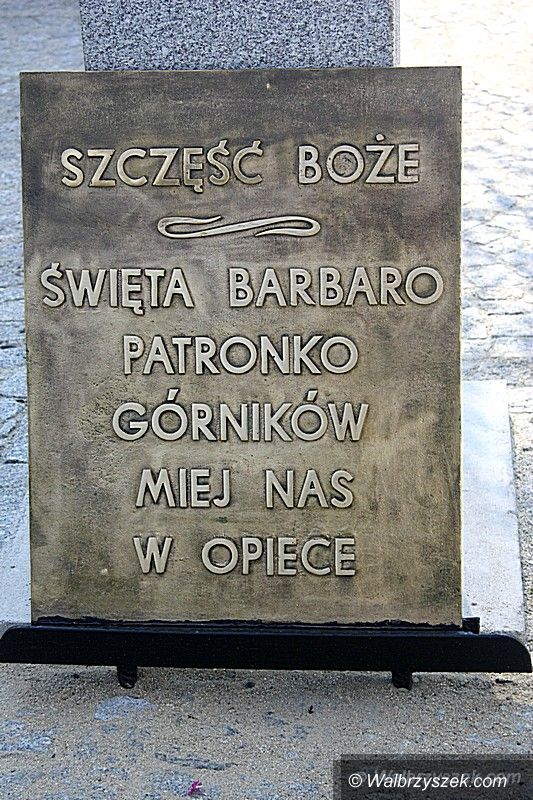 SZCZĘŚĆ BOŻE
ŚWIĘTA BARBARO
PATRONKO
GÓRNIKÓW
MIEJ NAS
W OPIECE
© Walbrzyszek.com